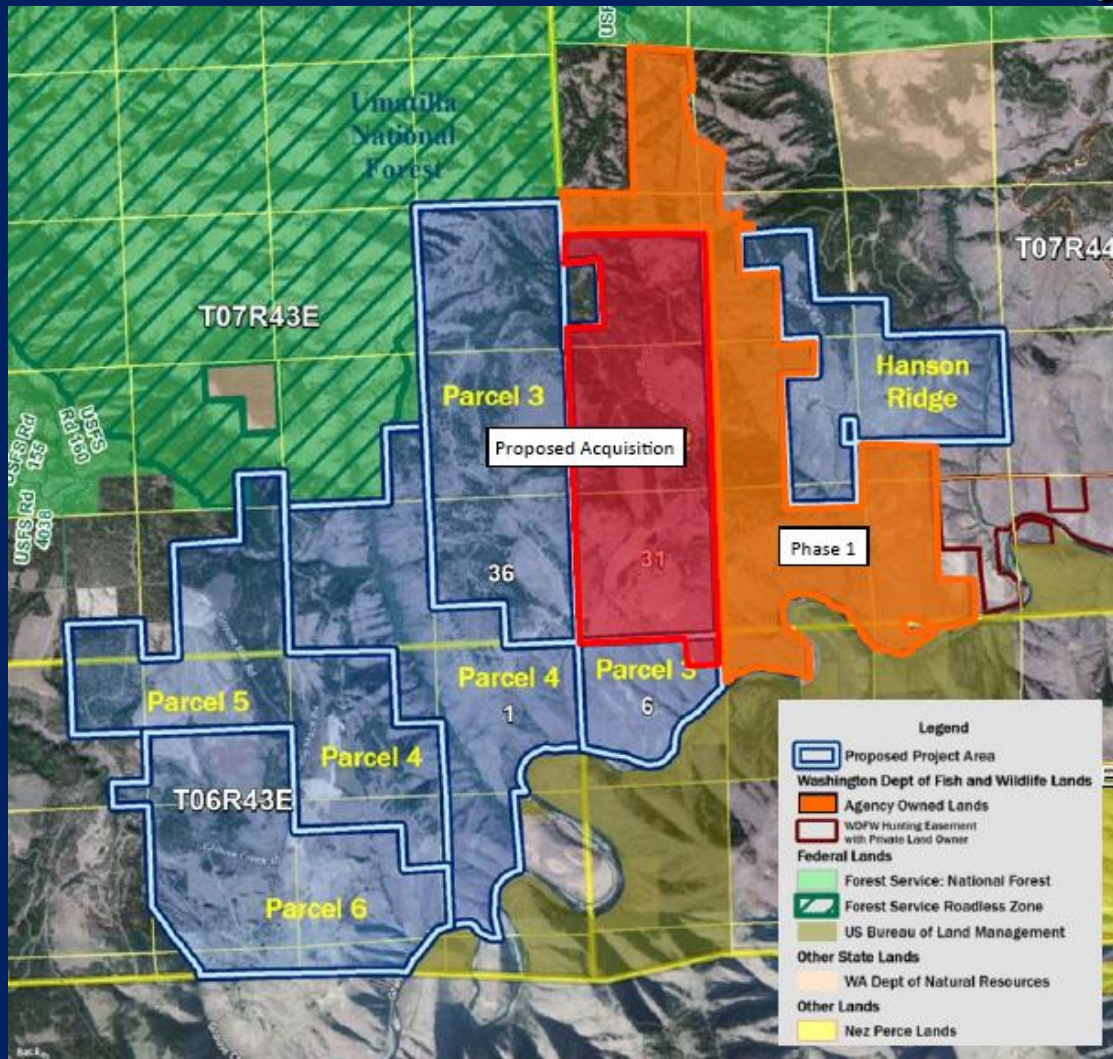 USF
Umatilla
National
Forest
T07R44
T07R43E
Hanson
Ridge
Parcel 3
Proposed Acquisition
USFS Rd
155
USFS
Rd 160
USFS Rd
4038
Phase 1
36
31
Parcel 4
1
Parcel 3
6
Parcel 5
Parcel 4
T06R43E
Parcel 6
Legend
Proposed Project Area
Washington Dept of Fish and Wildlife Lands
Agency Owned Lands
WDFW Hunting Easement
with Private Land Owner
Federal Lands
Forest Service: National Forest
Forest Service Roadless Zone
US Bureau of Land Management
Other State Lands
WA Dept of Natural Resources
Other Lands
Nez Perce Lands